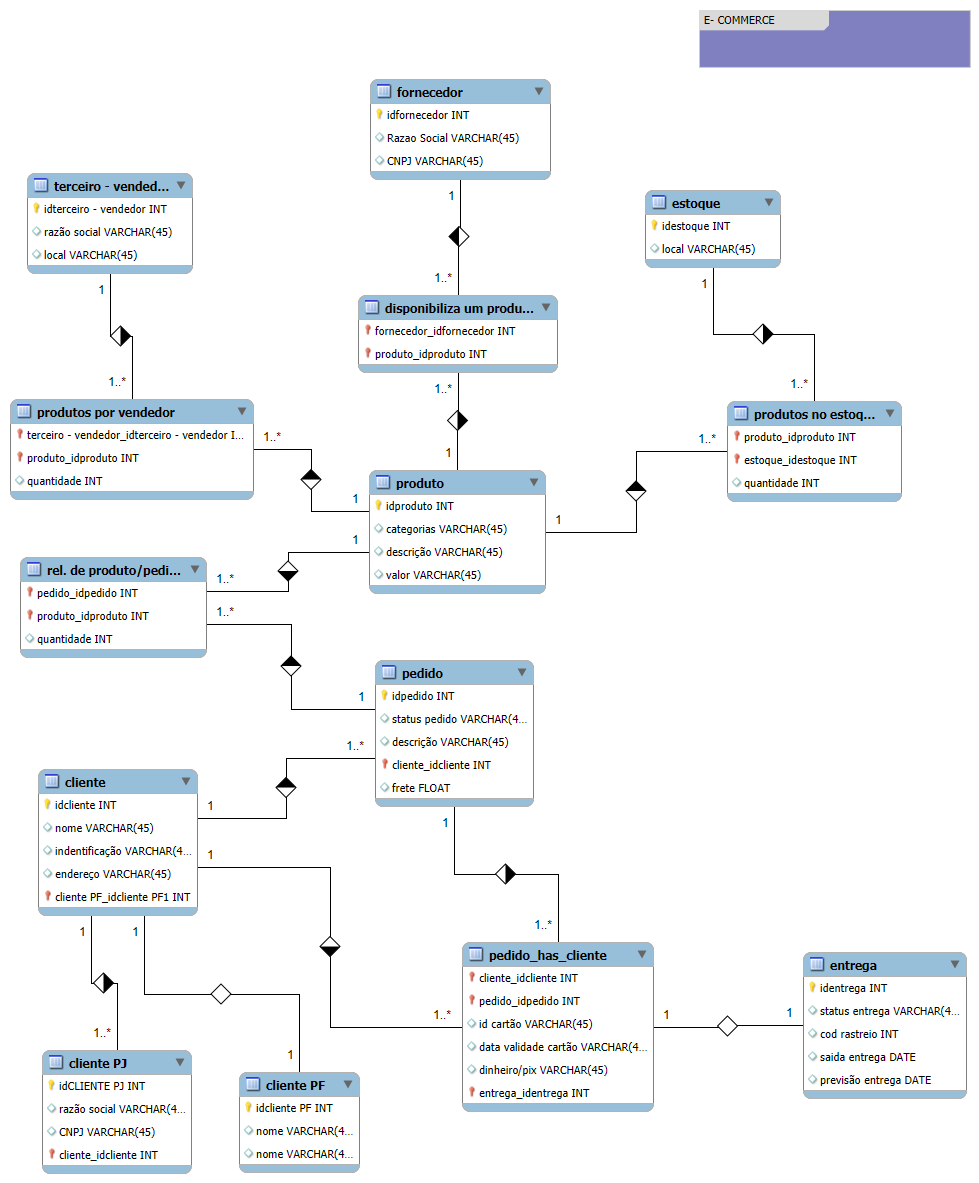 E- COMMERCE
fornecedor
idfornecedor INT
Razao Social VARCHAR(45)
CNPJ VARCHAR(45)
1
1..*
terceiro - vended...
idterceiro - vendedor INT
razão social VARCHAR(45)
local VARCHAR(45)
1
1..*
estoque
idestoque INT
local VARCHAR(45)
1
1..*
disponibiliza um produ...
fornecedor_idfornecedor INT
produto_idproduto INT
1..*
1
produtos por vendedor
terceiro - vendedor_idterceiro - vendedor I...
produto_idproduto INT
quantidade INT
1..*
1
produtos no estoq...
produto_idproduto INT
estoque_idestoque INT
quantidade INT
1..*
1
produto
idproduto INT
categorias VARCHAR(45)
descrição VARCHAR(45)
valor VARCHAR(45)
1
1..*
rel. de produto/pedi...
pedido_idpedido INT
produto_idproduto INT
quantidade INT
1..*
1
pedido
idpedido INT
status pedido VARCHAR(4...
descrição VARCHAR(45)
cliente_idcliente INT
frete FLOAT
1..*
1
1
1..*
cliente
idcliente INT
nome VARCHAR(45)
indentificação VARCHAR(4...
endereço VARCHAR(45)
cliente PF_idcliente PF1 INT
1
1..*
1
1..*
1
1
pedido_has_cliente
cliente_idcliente INT
pedido_idpedido INT
id cartão VARCHAR(45)
data validade cartão VARCHAR(4...
dinheiro/pix VARCHAR(45)
entrega_identrega INT
1
1
entrega
identrega INT
status entrega VARCHAR(4...
cod rastreio INT
saida entrega DATE
previsão entrega DATE
cliente PJ
idCLIENTE PJ INT
razão social VARCHAR(4...
CNPJ VARCHAR(45)
cliente_idcliente INT
cliente PF
idcliente PF INT
nome VARCHAR(4...
nome VARCHAR(4...